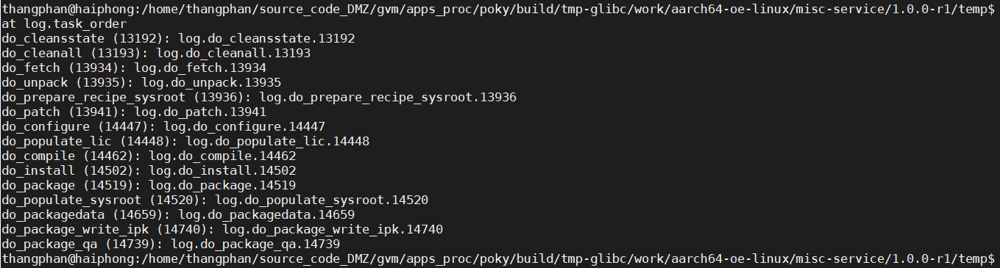 thangphan@haiphong:/home/thangphan/source_code_DMZ/gvm/apps_proc/poky/build/tmp-glibc/work/aarch64-oe-linux/misc-service/1.0.0-r1/temp$
at log.task_order
do_cleansstate (13192): log.do_cleansstate.13192
do_cleanall (13193): log.do_cleanall.13193
do_fetch (13934): log.do_fetch.13934
do_unpack (13935): log.do_unpack.13935
do_prepare_recipe_sysroot (13936): log.do_prepare_recipe_sysroot.13936
do_patch (13941): log.do_patch.13941
do_configure (14447): log.do_configure.14447
do_populate_lic (14448): log.do_populate_lic.14448
do_compile (14462): log.do_compile.14462
do_install (14502): log.do_install.14502
do_package (14519): log.do_package.14519
do_populate_sysroot (14520): log.do_populate_sysroot.14520
do_packagedata (14659): log.do_packagedata.14659
do_package_write_ipk (14740): log.do_package_write_ipk.14740
do_package_qa (14739): log.do_package_qa.14739
thangphan@haiphong:/home/thangphan/source_code_DMZ/gvm/apps_proc/poky/build/tmp-glibc/work/aarch64-oe-linux/misc-service/1.0.0-r1/temp$